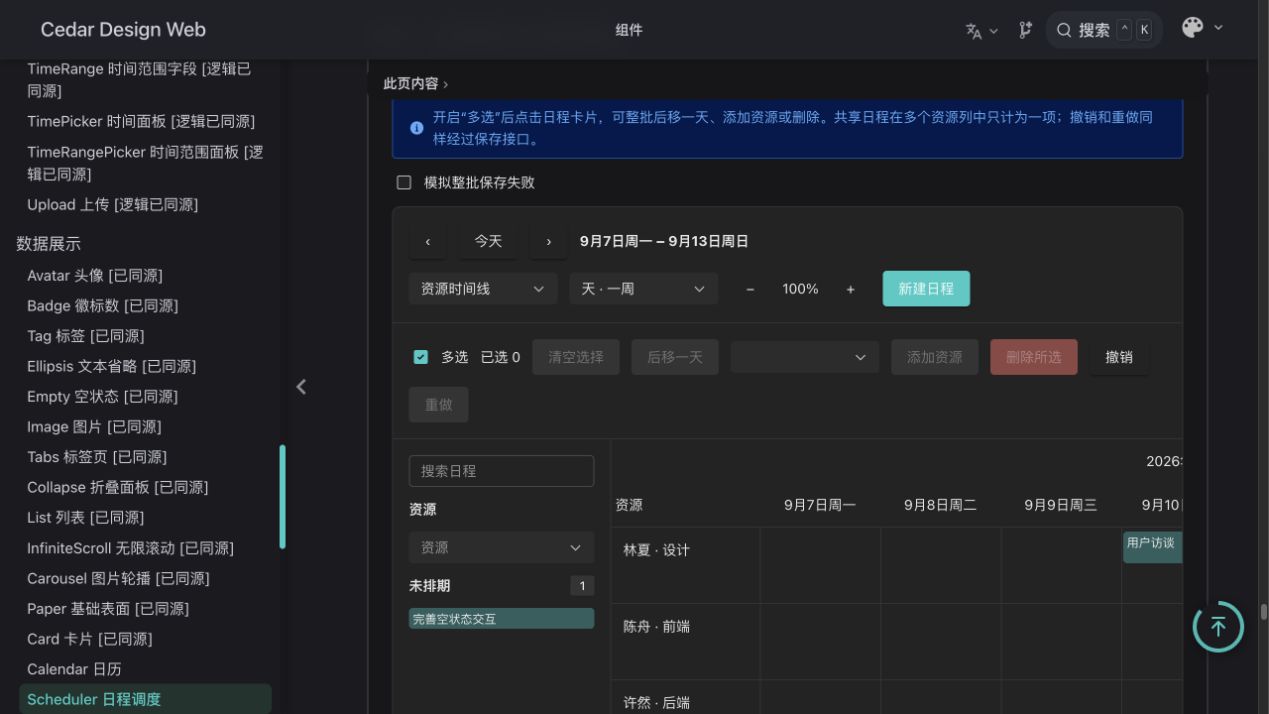 Cedar Design Web
组件
搜索 ^ K
TimeRange 时间范围字段 [逻辑已
同源]
TimePicker 时间面板 [逻辑已同源]
TimeRangePicker 时间范围面板 [逻
辑已同源]
Upload 上传 [逻辑已同源]
数据展示
Avatar 头像 [已同源]
Badge 徽标数 [已同源]
Tag 标签 [已同源]
Ellipsis 文本省略 [已同源]
Empty 空状态 [已同源]
Image 图片 [已同源]
Tabs 标签页 [已同源]
Collapse 折叠面板 [已同源]
List 列表 [已同源]
InfiniteScroll 无限滚动 [已同源]
Carousel 图片轮播 [已同源]
Paper 基础表面 [已同源]
Card 卡片 [已同源]
Calendar 日历
Scheduler 日程调度
此页内容 ›
开启“多选”后点击日程卡片，可整批后移一天、添加资源或删除。共享日程在多个资源列中只计为一项；撤销和重做同
样经过保存接口。
模拟整批保存失败
‹ 今天 › 9月7日周一 – 9月13日周日
资源时间线 天 · 一周 − 100% + 新建日程
多选 已选 0 清空选择 后移一天 添加资源 删除所选 撤销
重做
搜索日程
资源
资源
未排期 1
完善空状态交互
2026
资源 9月7日周一 9月8日周二 9月9日周三 9月10
林夏 · 设计 用户访谈
陈舟 · 前端
许然 · 后端